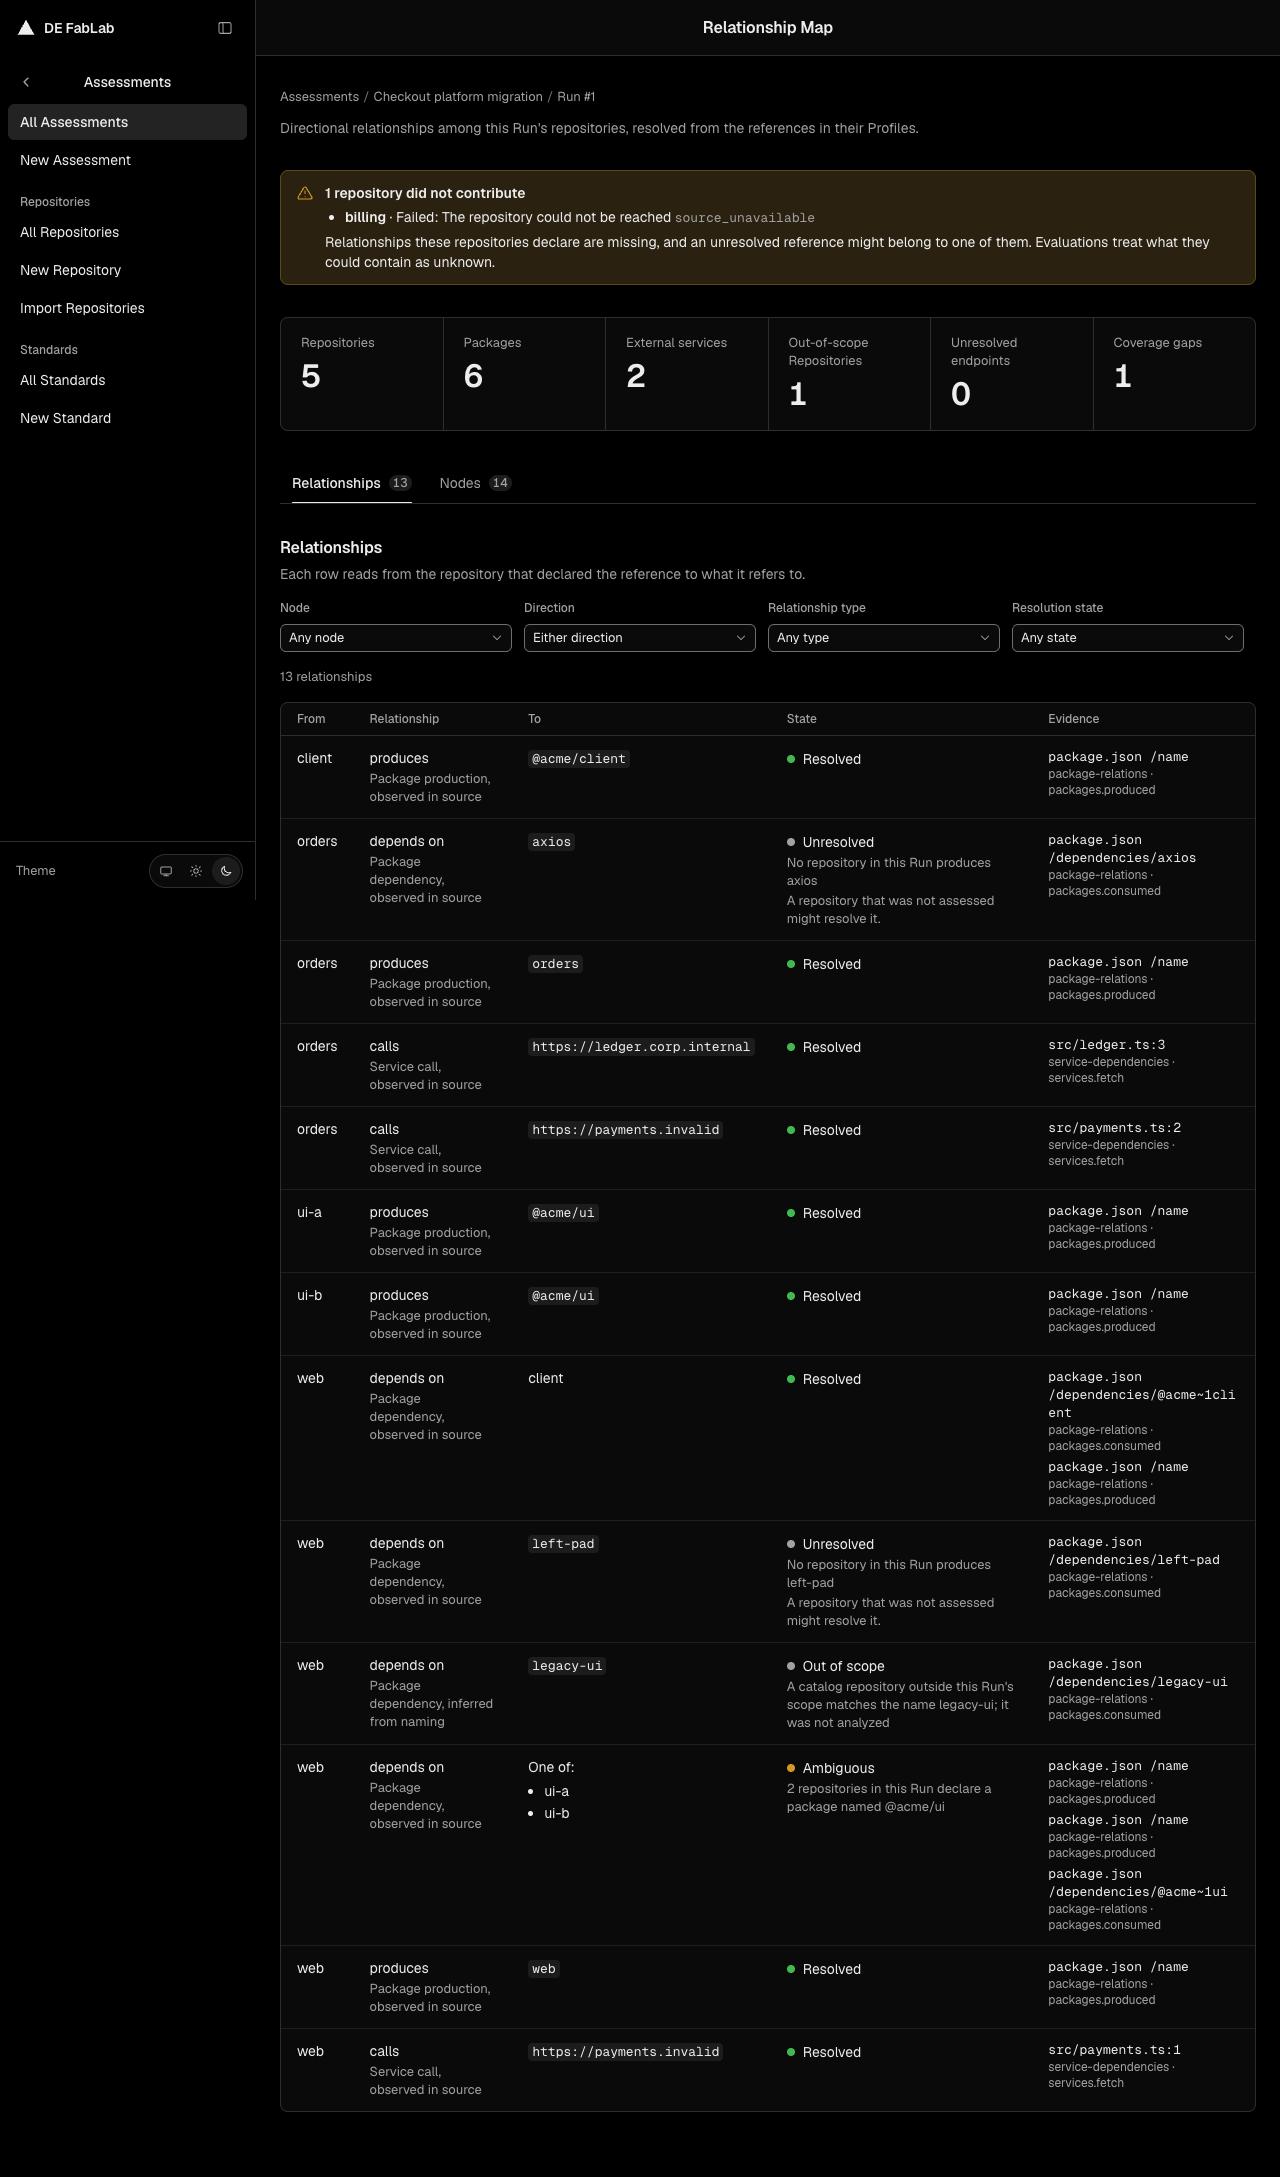 DE FabLab
Relationship Map
Assessments
All Assessments
New Assessment
Repositories
All Repositories
New Repository
Import Repositories
Standards
All Standards
New Standard
Theme
Assessments / Checkout platform migration / Run #1
Directional relationships among this Run's repositories, resolved from the references in their Profiles.
1 repository did not contribute
• billing · Failed: The repository could not be reached source_unavailable
Relationships these repositories declare are missing, and an unresolved reference might belong to one of them. Evaluations treat what they
could contain as unknown.
Repositories
5
Packages
6
External services
2
Out-of-scope
Repositories
1
Unresolved
endpoints
0
Coverage gaps
1
Relationships 13 Nodes 14
Relationships
Each row reads from the repository that declared the reference to what it refers to.
Node Direction Relationship type Resolution state
Any node Either direction Any type Any state
13 relationships
From Relationship To State Evidence
client
produces
Package production,
observed in source
@acme/client
Resolved
package.json /name
package-relations ·
packages.produced
orders
depends on
Package
dependency,
observed in source
axios
Unresolved
No repository in this Run produces
axios
A repository that was not assessed
might resolve it.
package.json
/dependencies/axios
package-relations ·
packages.consumed
orders
produces
Package production,
observed in source
orders
Resolved
package.json /name
package-relations ·
packages.produced
orders
calls
Service call,
observed in source
https://ledger.corp.internal
Resolved
src/ledger.ts:3
service-dependencies ·
services.fetch
orders
calls
Service call,
observed in source
https://payments.invalid
Resolved
src/payments.ts:2
service-dependencies ·
services.fetch
ui-a
produces
Package production,
observed in source
@acme/ui
Resolved
package.json /name
package-relations ·
packages.produced
ui-b
produces
Package production,
observed in source
@acme/ui
Resolved
package.json /name
package-relations ·
packages.produced
web
depends on
Package
dependency,
observed in source
client
Resolved
package.json
/dependencies/@acme~1cli
ent
package-relations ·
packages.consumed
package.json /name
package-relations ·
packages.produced
web
depends on
Package
dependency,
observed in source
left-pad
Unresolved
No repository in this Run produces
left-pad
A repository that was not assessed
might resolve it.
package.json
/dependencies/left-pad
package-relations ·
packages.consumed
web
depends on
Package
dependency, inferred
from naming
legacy-ui
Out of scope
A catalog repository outside this Run's
scope matches the name legacy-ui; it
was not analyzed
package.json
/dependencies/legacy-ui
package-relations ·
packages.consumed
web
depends on
Package
dependency,
observed in source
One of:
• ui-a
• ui-b
Ambiguous
2 repositories in this Run declare a
package named @acme/ui
package.json /name
package-relations ·
packages.produced
package.json /name
package-relations ·
packages.produced
package.json
/dependencies/@acme~1ui
package-relations ·
packages.consumed
web
produces
Package production,
observed in source
web
Resolved
package.json /name
package-relations ·
packages.produced
web
calls
Service call,
observed in source
https://payments.invalid
Resolved
src/payments.ts:1
service-dependencies ·
services.fetch